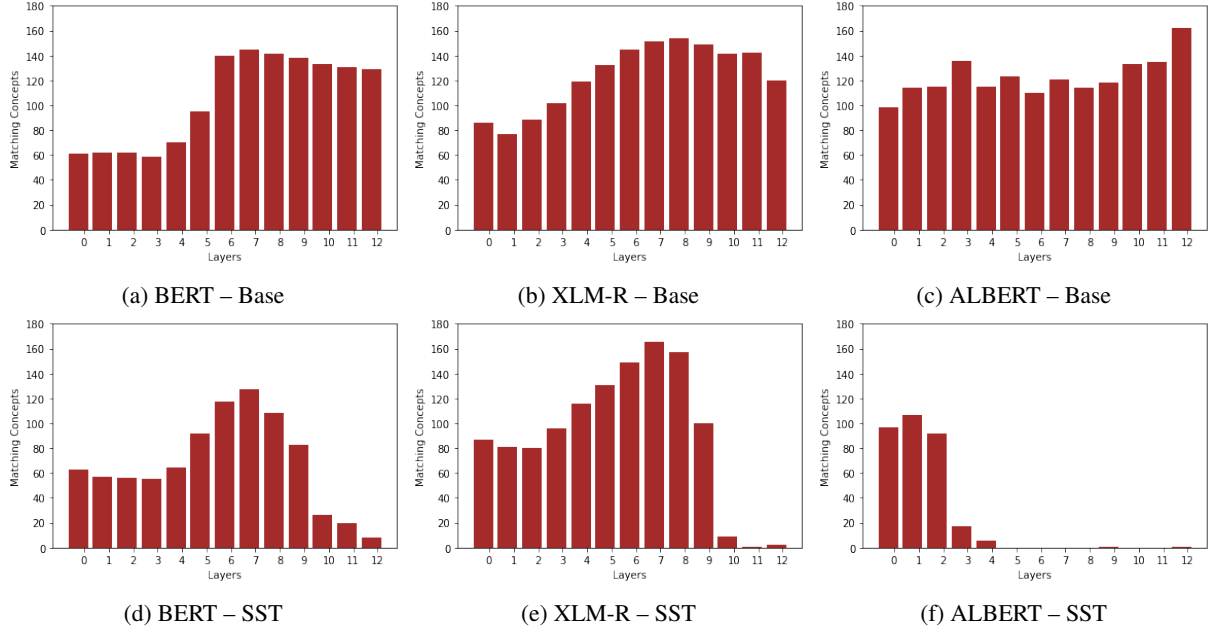 180
160
140
120
100
80
60
40
20
0
Matching Concepts
0 1 2 3 4 5 6 7 8 9 10 11 12
Layers
(a) BERT – Base
180
160
140
120
100
80
60
40
20
0
Matching Concepts
0 1 2 3 4 5 6 7 8 9 10 11 12
Layers
(b) XLM-R – Base
180
160
140
120
100
80
60
40
20
0
Matching Concepts
0 1 2 3 4 5 6 7 8 9 10 11 12
Layers
(c) ALBERT – Base
180
160
140
120
100
80
60
40
20
0
Matching Concepts
0 1 2 3 4 5 6 7 8 9 10 11 12
Layers
(d) BERT – SST
180
160
140
120
100
80
60
40
20
0
Matching Concepts
0 1 2 3 4 5 6 7 8 9 10 11 12
Layers
(e) XLM-R – SST
180
160
140
120
100
80
60
40
20
0
Matching Concepts
0 1 2 3 4 5 6 7 8 9 10 11 12
Layers
(f) ALBERT – SST